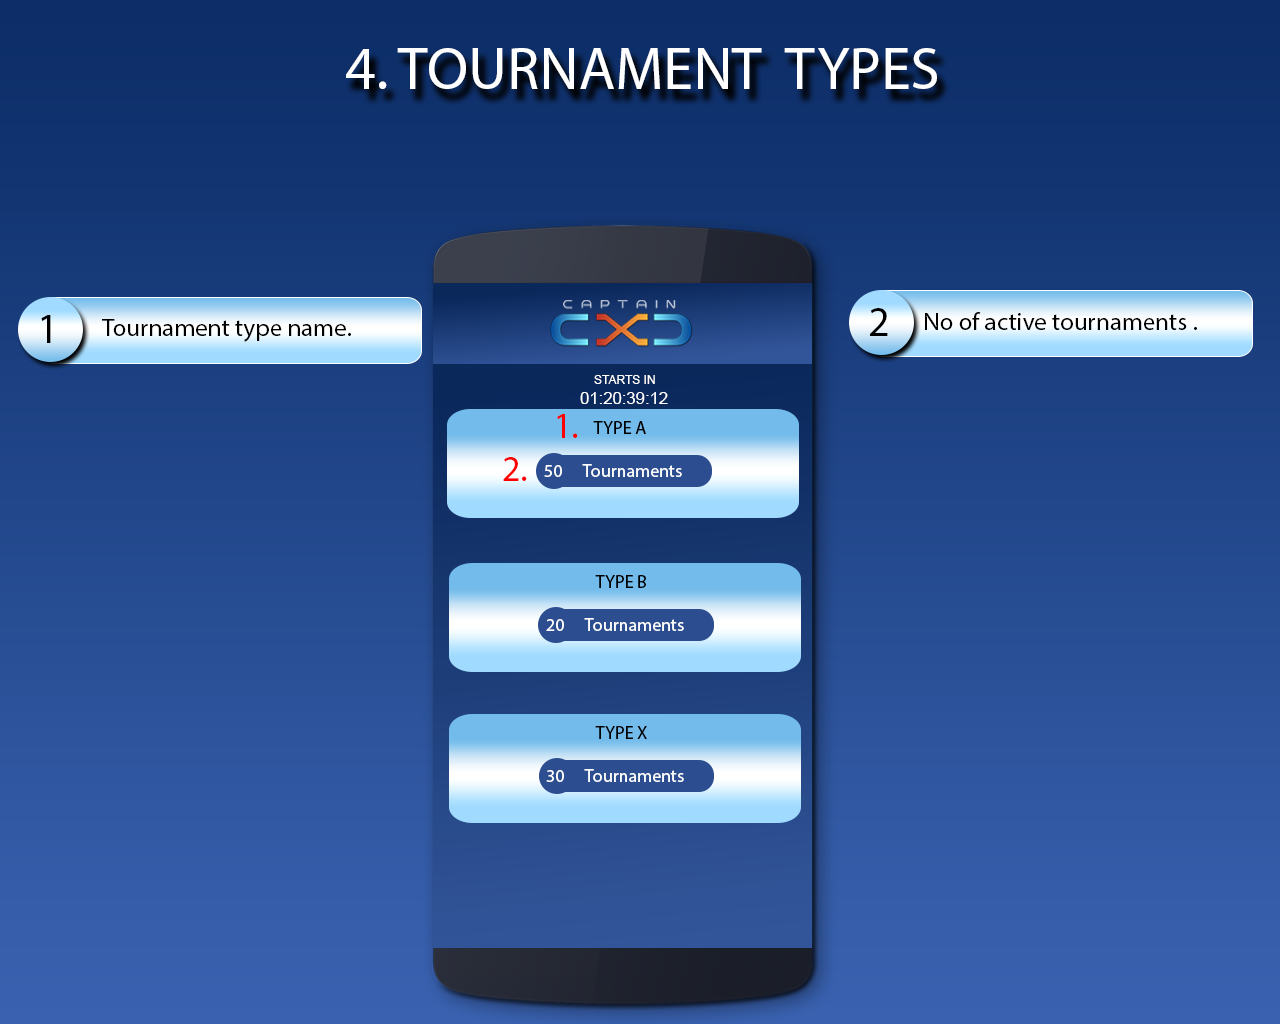 4. TOURNAMENT TYPES
1 Tournament type name.
2 No of active tournaments .
CAPTAIN
CXD
STARTS IN
01:20:39:12
1. TYPE A
2. 50 Tournaments
TYPE B
20 Tournaments
TYPE X
30 Tournaments